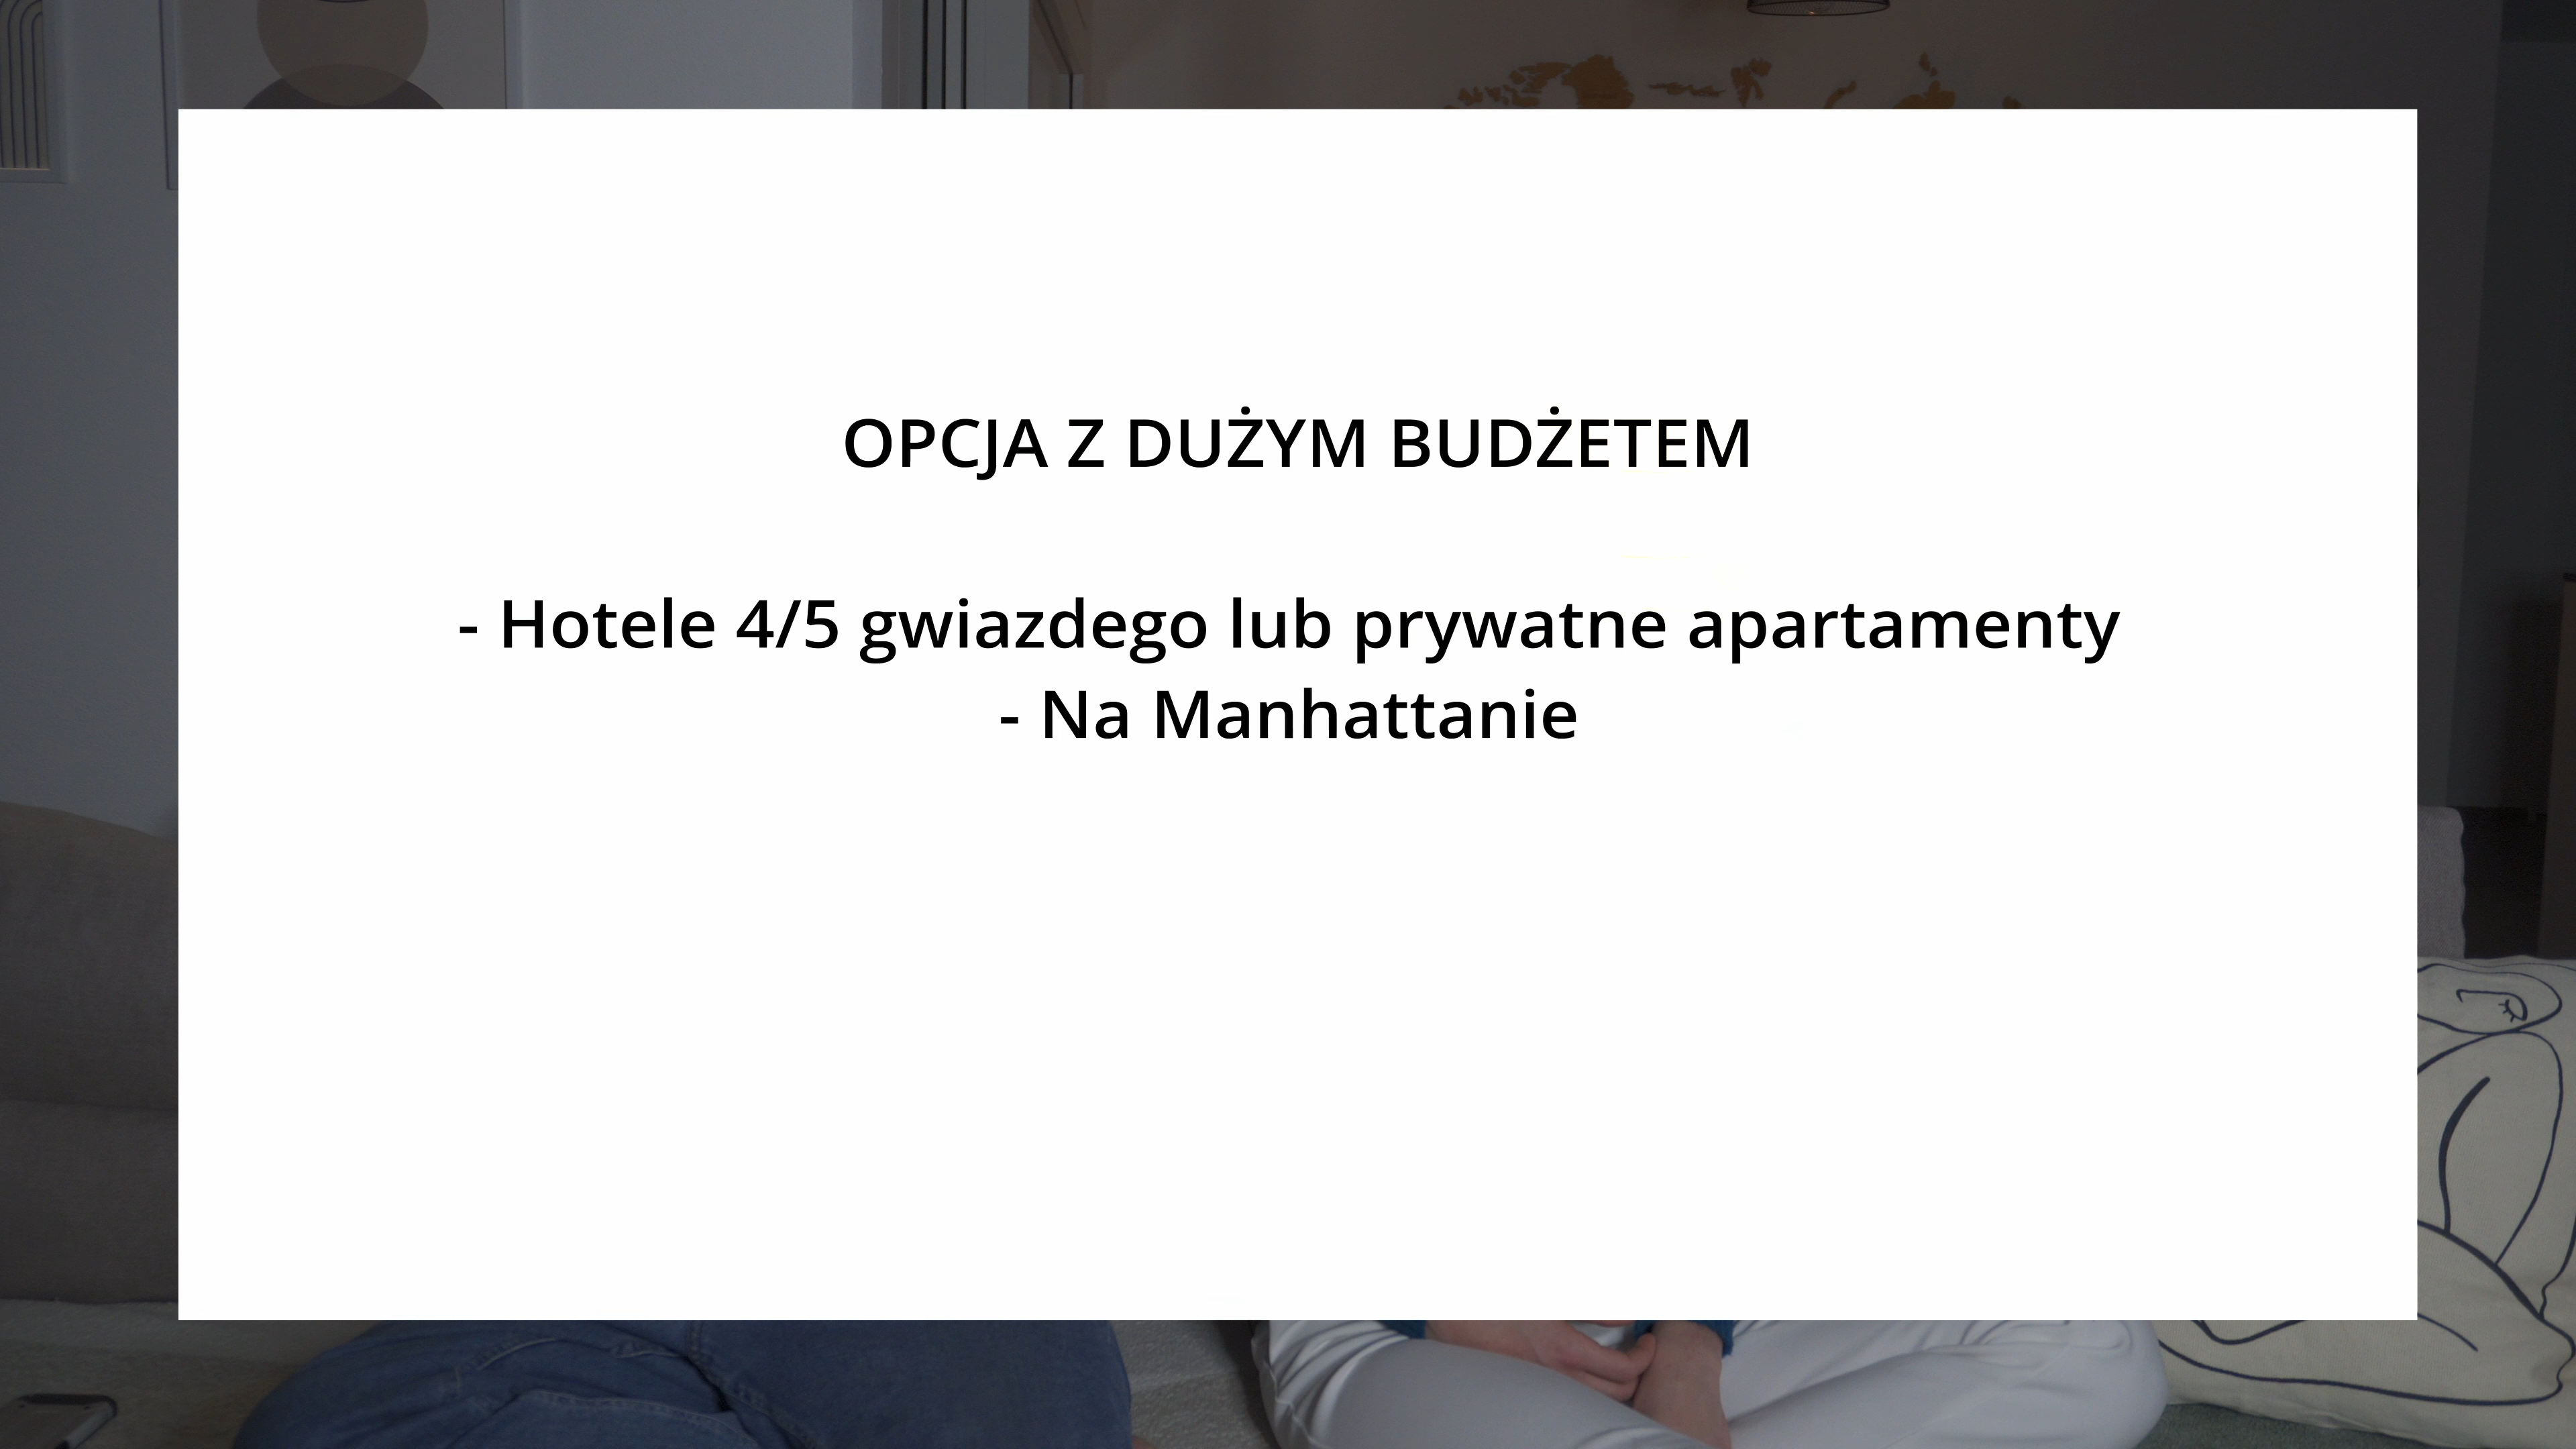 OPCJA Z DUŻYM BUDŻETEM
- Hotele 4/5 gwiazdego lub prywatne apartamenty
- Na Manhattanie